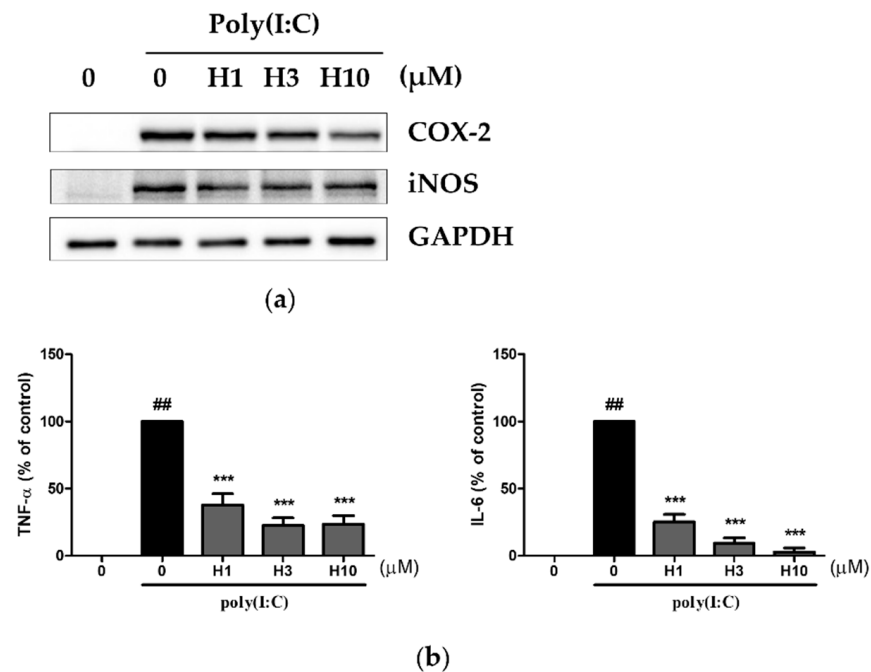 Poly(I:C)
0 0 H1 H3 H10 (μM)
COX-2
iNOS
GAPDH
(a)
TNF-α (% of control)
150
100
50
0
##
***
***
***
0 0 H1 H3 H10 (μM)
poly(I:C)
IL-6 (% of control)
150
100
50
0
##
***
***
***
0 0 H1 H3 H10 (μM)
poly(I:C)
(b)